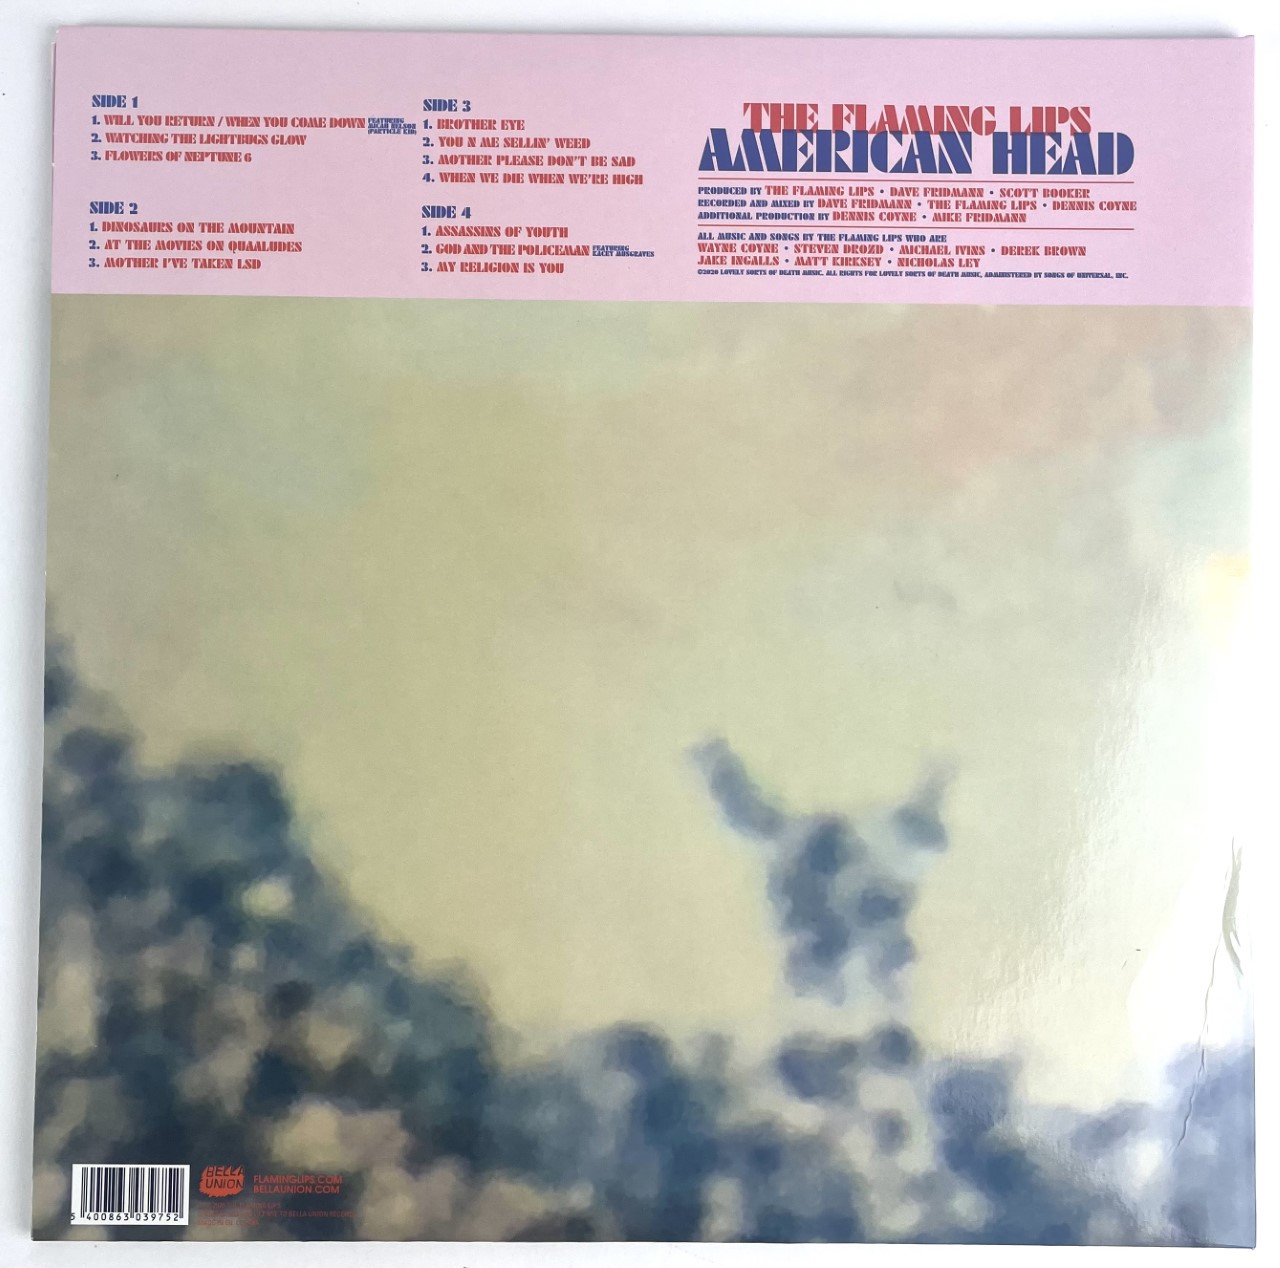 SIDE 1
1. WILL YOU RETURN / WHEN YOU COME DOWN FEATURING MICAH NELSON (PARTICLE KID)
2. WATCHING THE LIGHTBUGS GLOW
3. FLOWERS OF NEPTUNE 6
SIDE 2
1. DINOSAURS ON THE MOUNTAIN
2. AT THE MOVIES ON QUAALUDES
3. MOTHER I'VE TAKEN LSD
SIDE 3
1. BROTHER EYE
2. YOU N ME SELLIN' WEED
3. MOTHER PLEASE DON'T BE SAD
4. WHEN WE DIE WHEN WE'RE HIGH
SIDE 4
1. ASSASSINS OF YOUTH
2. GOD AND THE POLICEMAN FEATURING KACEY MUSGRAVES
3. MY RELIGION IS YOU
THE FLAMING LIPS
AMERICAN HEAD
PRODUCED BY THE FLAMING LIPS • DAVE FRIDMANN • SCOTT BOOKER
RECORDED AND MIXED BY DAVE FRIDMANN • THE FLAMING LIPS • DENNIS COYNE
ADDITIONAL PRODUCTION BY DENNIS COYNE • MIKE FRIDMANN
ALL MUSIC AND SONGS BY THE FLAMING LIPS WHO ARE
WAYNE COYNE • STEVEN DROZD • MICHAEL IVINS • DEREK BROWN
JAKE INGALLS • MATT KIRKSEY • NICHOLAS LEY
©2020 LOVELY SORTS OF DEATH MUSIC. ALL RIGHTS FOR LOVELY SORTS OF DEATH MUSIC, ADMINISTERED BY SONGS OF UNIVERSAL, INC.
5 400863 039752
BELLA
UNION
FLAMINGLIPS.COM
BELLAUNION.COM